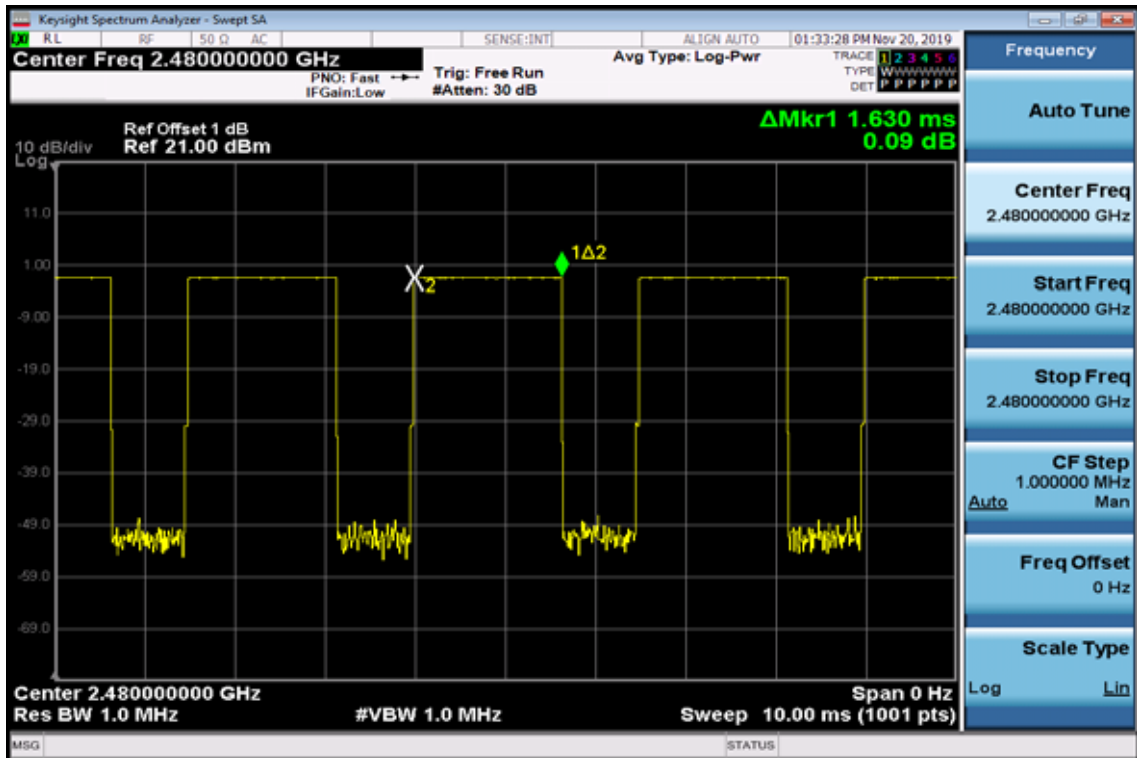 Keysight Spectrum Analyzer - Swept SA
LXI RL RF 50 Ω AC SENSE:INT ALIGN AUTO 01:33:28 PM Nov 20, 2019
Center Freq 2.480000000 GHz
PNO: Fast
IFGain:Low
Trig: Free Run
#Atten: 30 dB
Avg Type: Log-Pwr
TRACE 1 2 3 4 5 6
TYPE WWWWWWW
DET P P P P P P
ΔMkr1 1.630 ms
0.09 dB
Ref Offset 1 dB
10 dB/div Ref 21.00 dBm
Log
11.0
1.00
-9.00
-19.0
-29.0
-39.0
-49.0
-59.0
-69.0
1Δ2
2
Center 2.480000000 GHz Span 0 Hz
Res BW 1.0 MHz #VBW 1.0 MHz Sweep 10.00 ms (1001 pts)
MSG STATUS
Frequency
Auto Tune
Center Freq
2.480000000 GHz
Start Freq
2.480000000 GHz
Stop Freq
2.480000000 GHz
CF Step
1.000000 MHz
Auto Man
Freq Offset
0 Hz
Scale Type
Log Lin